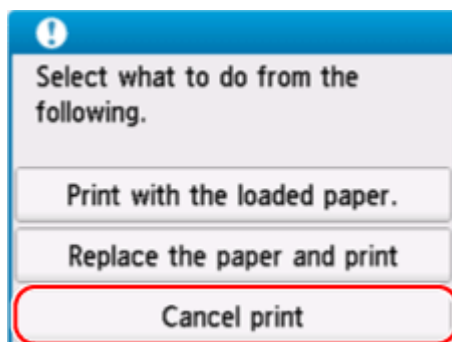 Select what to do from the
following.
Print with the loaded paper.
Replace the paper and print
Cancel print